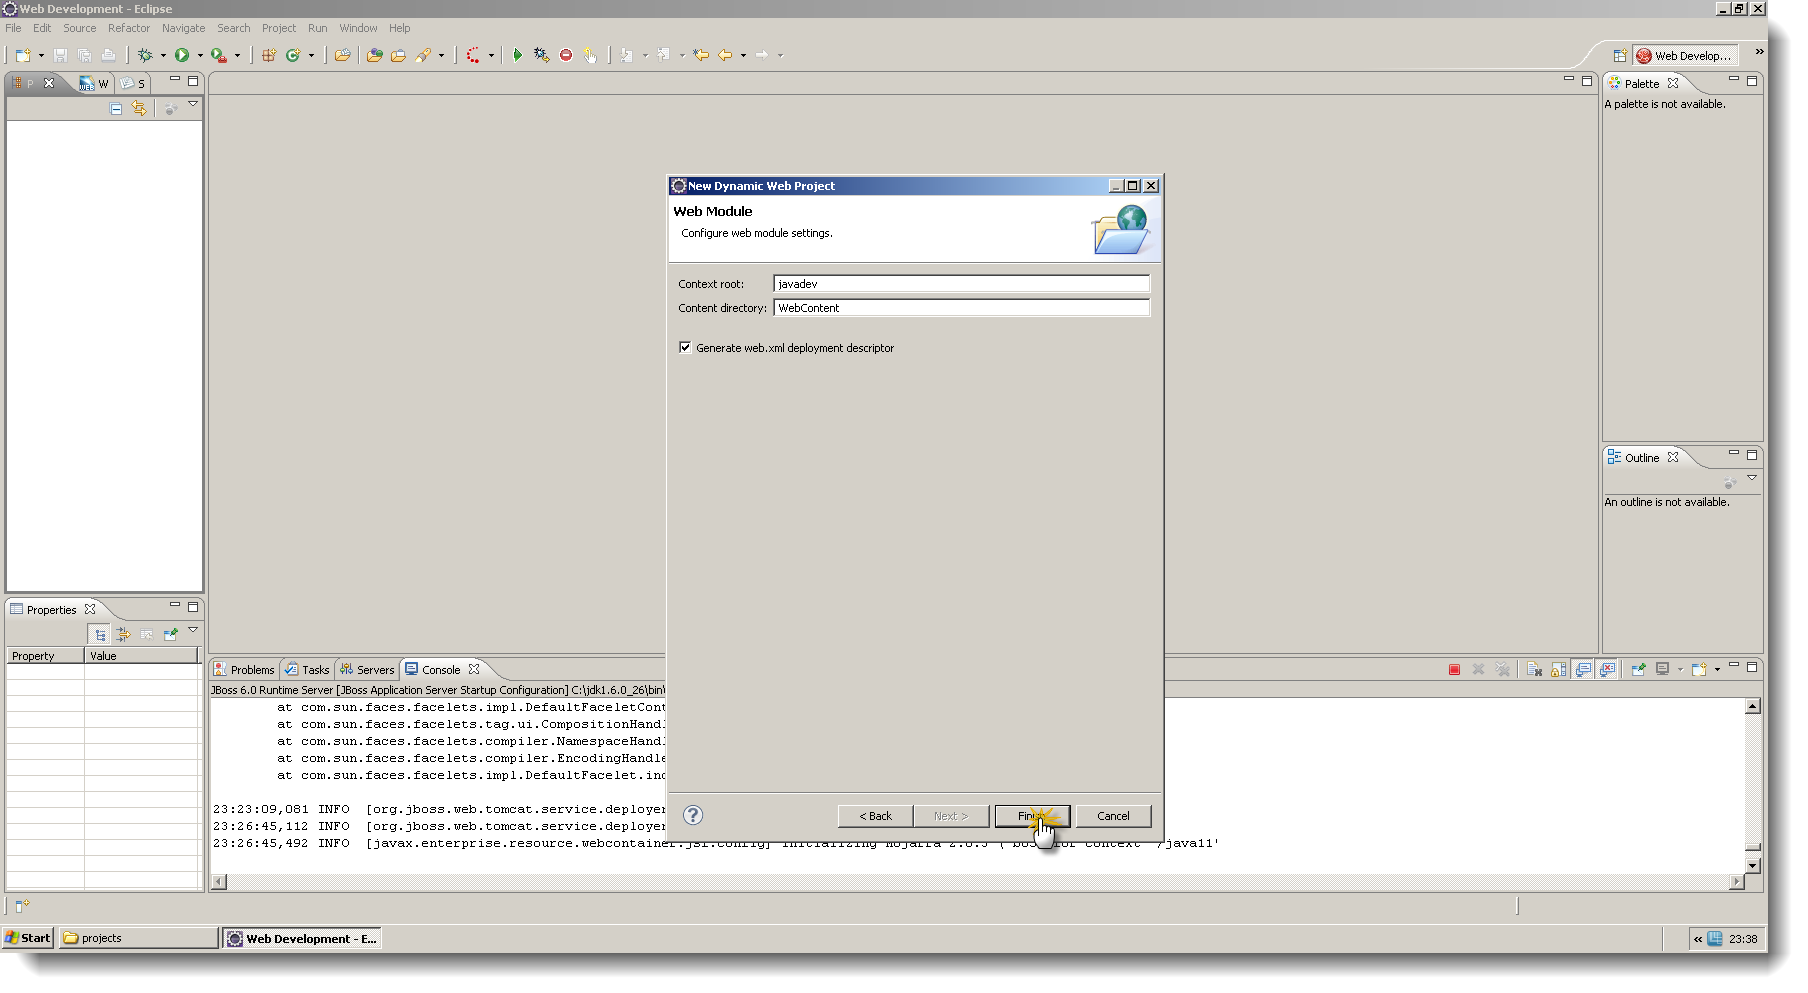 Web Development - Eclipse
File Edit Source Refactor Navigate Search Project Run Window Help
Web Develop... »
P W S
Palette
A palette is not available.
New Dynamic Web Project
Web Module
Configure web module settings.
Context root: javadev
Content directory: WebContent
Generate web.xml deployment descriptor
Outline
An outline is not available.
Properties
Property Value
Problems Tasks Servers Console
JBoss 6.0 Runtime Server [JBoss Application Server Startup Configuration] C:\jdk1.6.0_26\bin\
at com.sun.faces.facelets.impl.DefaultFaceletCont
at com.sun.faces.facelets.tag.ui.CompositionHandl
at com.sun.faces.facelets.compiler.NamespaceHandl
at com.sun.faces.facelets.compiler.EncodingHandle
at com.sun.faces.facelets.impl.DefaultFacelet.inc
23:23:09,081 INFO [org.jboss.web.tomcat.service.deployer
23:26:45,112 INFO [org.jboss.web.tomcat.service.deployer
23:26:45,492 INFO [javax.enterprise.resource.webcontainer.jsf.config] Initializing Mojarra 2.0.3 ( for context '/java11'
? < Back Next > Cancel
Start projects Web Development - E... « 23:38